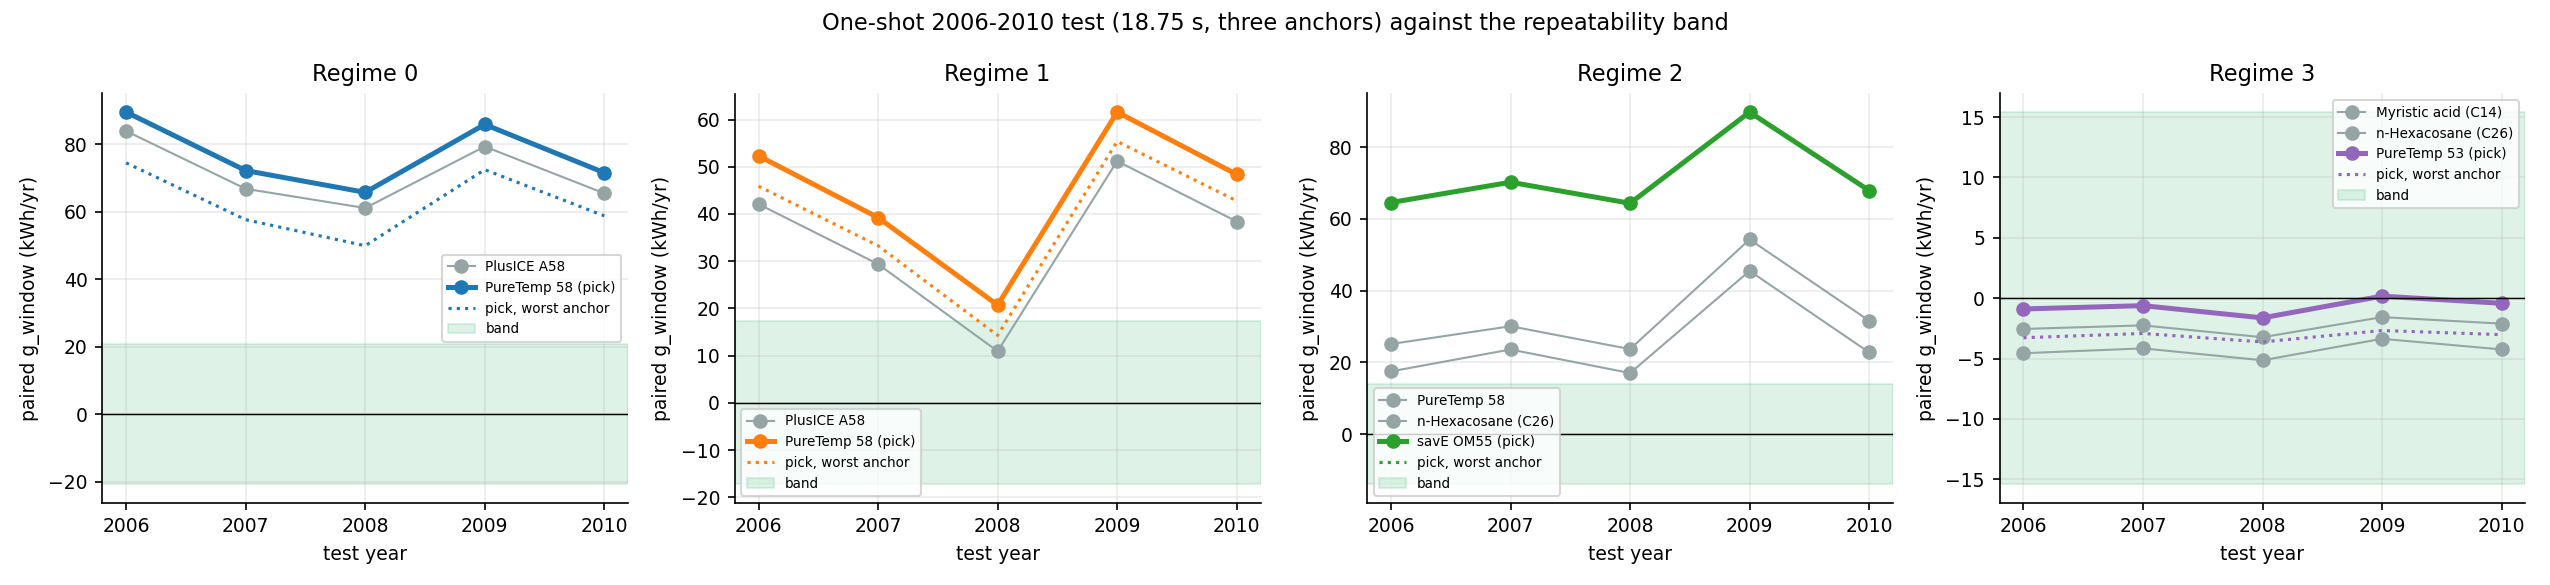 One-shot 2006-2010 test (18.75 s, three anchors) against the repeatability band
Regime 0
paired g_window (kWh/yr)
80
60
40
20
0
−20
PlusICE A58
PureTemp 58 (pick)
pick, worst anchor
band
2006 2007 2008 2009 2010
test year
Regime 1
paired g_window (kWh/yr)
60
50
40
30
20
10
0
−10
−20
PlusICE A58
PureTemp 58 (pick)
pick, worst anchor
band
2006 2007 2008 2009 2010
test year
Regime 2
paired g_window (kWh/yr)
80
60
40
20
0
PureTemp 58
n-Hexacosane (C26)
savE OM55 (pick)
pick, worst anchor
band
2006 2007 2008 2009 2010
test year
Regime 3
paired g_window (kWh/yr)
15
10
5
0
−5
−10
−15
Myristic acid (C14)
n-Hexacosane (C26)
PureTemp 53 (pick)
pick, worst anchor
band
2006 2007 2008 2009 2010
test year